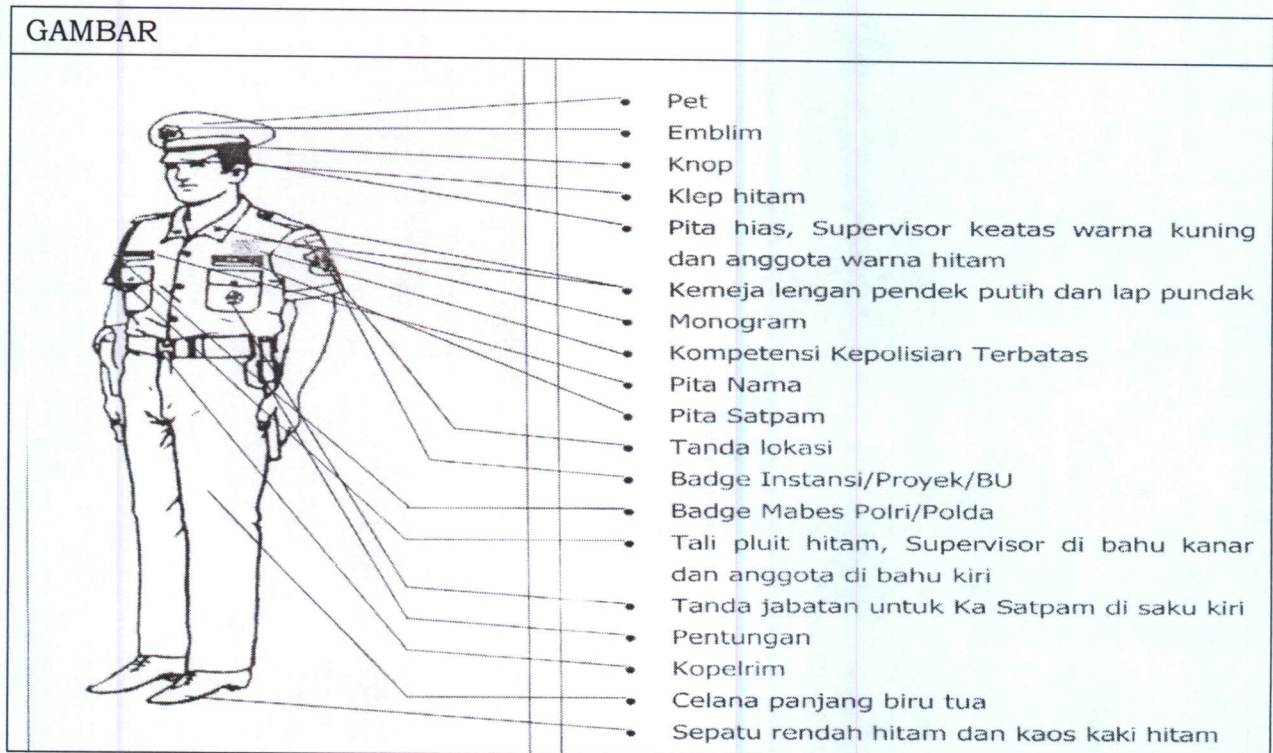 GAMBAR
• Pet
• Emblim
• Knop
• Klep hitam
• Pita hias, Supervisor keatas warna kuning
dan anggota warna hitam
• Kemeja lengan pendek putih dan lap pundak
• Monogram
• Kompetensi Kepolisian Terbatas
• Pita Nama
• Pita Satpam
• Tanda lokasi
• Badge Instansi/Proyek/BU
• Badge Mabes Polri/Polda
• Tali pluit hitam, Supervisor di bahu kanar
dan anggota di bahu kiri
• Tanda jabatan untuk Ka Satpam di saku kiri
• Pentungan
• Kopelrim
• Celana panjang biru tua
• Sepatu rendah hitam dan kaos kaki hitam